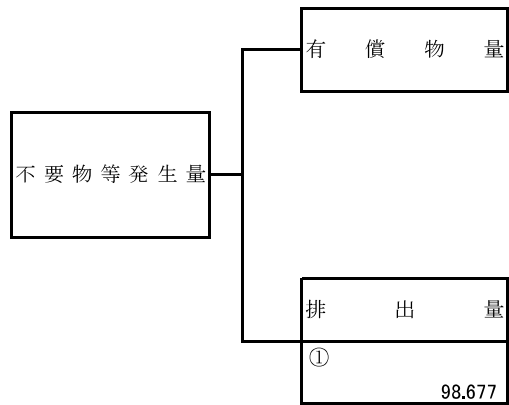 有償物量
不要物等発生量
排出量
①
98.677